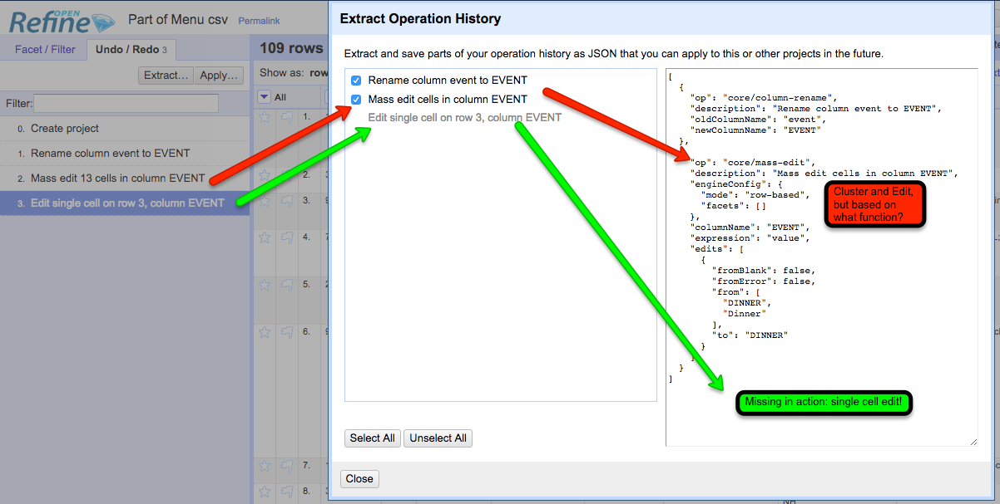 OPEN
Refine
Part of Menu csv Permalink
Facet / Filter
Undo / Redo 3
Extract...
Apply...
Filter:
0. Create project
1. Rename column event to EVENT
2. Mass edit 13 cells in column EVENT
3. Edit single cell on row 3, column EVENT
109 rows
Show as: row
All
1.
2.
3.
4.
5.
6.
7.
8.
NH
Extract Operation History
Extract and save parts of your operation history as JSON that you can apply to this or other projects in the future.
Rename column event to EVENT
Mass edit cells in column EVENT
Edit single cell on row 3, column EVENT
Select All
Unselect All
Close
[
{
"op": "core/column-rename",
"description": "Rename column event to EVENT",
"oldColumnName": "event",
"newColumnName": "EVENT"
},
"op": "core/mass-edit",
"description": "Mass edit cells in column EVENT",
"engineConfig": {
"mode": "row-based",
"facets": []
},
"columnName": "EVENT",
"expression": "value",
"edits": [
{
"fromBlank": false,
"fromError": false,
"from": [
"DINNER",
"Dinner"
],
"to": "DINNER"
}
]
}
]
Cluster and Edit,
but based on
what function?
Missing in action: single cell edit!